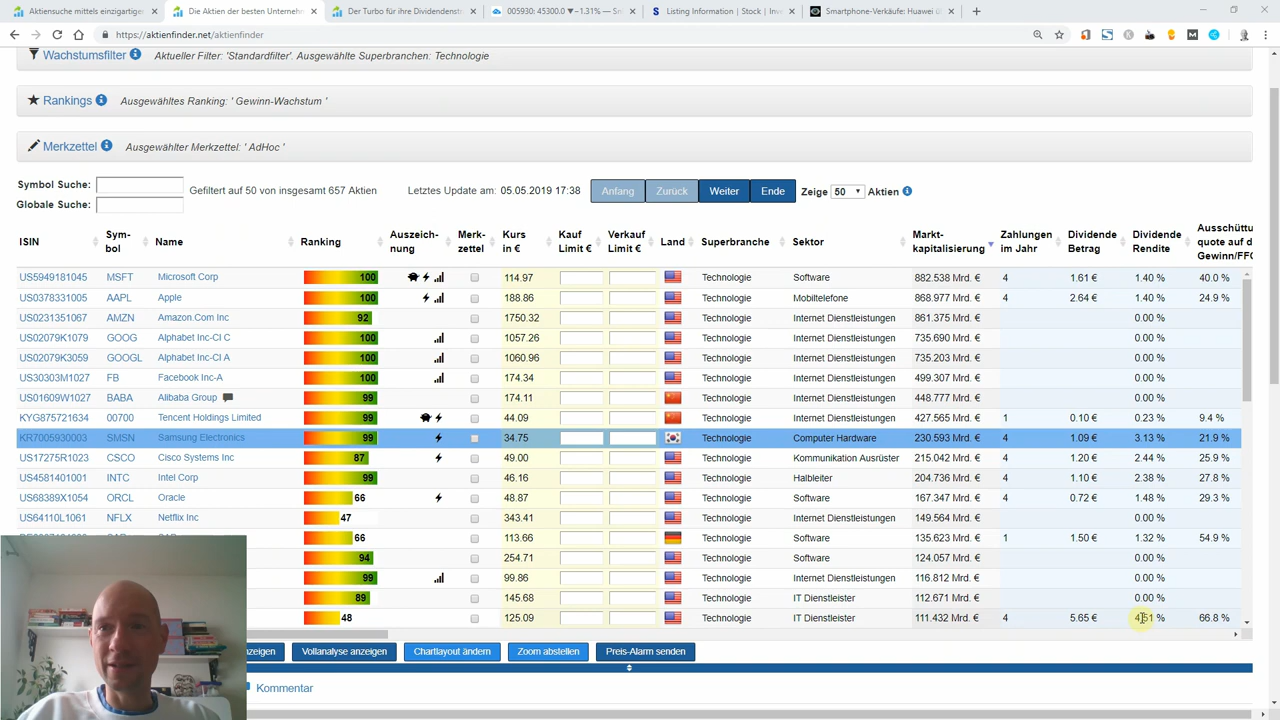 Aktiensuche mittels einzigartiger
Die Aktien der besten Unternehm
Der Turbo für ihre Dividendenst
005930: 45300.0 ▼−1.31% — Sm
Listing Information | Stock | Inve
Smartphone-Verkäufe: Huawei ü
https://aktienfinder.net/aktienfinder
Wachstumsfilter Aktueller Filter: 'Standardfilter'. Ausgewählte Superbranchen: Technologie
Rankings Ausgewähltes Ranking: ' Gewinn-Wachstum '
Merkzettel Ausgewählter Merkzettel: ' AdHoc '
Symbol Suche:
Globale Suche:
Gefiltert auf 50 von insgesamt 657 Aktien
Letztes Update am: 05.05.2019 17:38
Anfang Zurück Weiter Ende
Zeige 50 Aktien
ISIN
Sym-
bol
Name
Ranking
Auszeich-
nung
Merk-
zettel
Kurs
in €
Kauf
Limit €
Verkauf
Limit €
Land
Superbranche
Sektor
Markt-
kapitalisierung
Zahlungen
im Jahr
Dividende
Betrag
Dividende
Rendite
Ausschüttu
quote auf d
Gewinn/FFO
US5949181045 MSFT Microsoft Corp 100 114.97 Technologie Software 882.538 Mrd. € 4 1.61 € 1.40 % 40.0 %
US0378331005 AAPL Apple 100 188.86 Technologie Mobiltelefone 868.977 Mrd. € 4 2.64 € 1.40 % 24.9 %
US0231351067 AMZN Amazon.Com Inc 92 1750.32 Technologie Internet Dienstleistungen 861.375 Mrd. € 0.00 %
US02079K1079 GOOG Alphabet Inc-Cl C 100 1057.26 Technologie Internet Dienstleistungen 735.690 Mrd. € 0.00 %
US02079K3059 GOOGL Alphabet Inc-Cl A 100 1060.96 Technologie Internet Dienstleistungen 735.203 Mrd. € 0.00 %
US30303M1027 FB Facebook Inc-A 100 174.34 Technologie Internet Dienstleistungen 499.307 Mrd. € 0.00 %
US01609W1027 BABA Alibaba Group 99 174.11 Technologie Internet Dienstleistungen 448.777 Mrd. € 0.00 %
KYG875721634 00700 Tencent Holdings Limited 99 44.09 Technologie Internet Dienstleistungen 427.565 Mrd. € 1 0.10 € 0.23 % 9.4 %
KR7005930003 SMSN Samsung Electronics 99 34.75 Technologie Computer Hardware 230.593 Mrd. € 4 1.09 € 3.13 % 21.9 %
US17275R1023 CSCO Cisco Systems Inc 87 49.00 Technologie Kommunikation Ausrüster 215.042 Mrd. € 4 1.20 € 2.44 % 25.9 %
US4581401001 INTC Intel Corp 99 46.16 Technologie Halbleiter 204.736 Mrd. € 4 1.10 € 2.38 % 27.8 %
US68389X1054 ORCL Oracle 66 48.87 Technologie Software 167.347 Mrd. € 4 0.72 € 1.48 % 29.3 %
US64110L1061 NFLX Netflix Inc 47 343.41 Technologie Internet Dienstleistungen 149.564 Mrd. € 0.00 %
66 113.66 Technologie Software 135.623 Mrd. € 1 1.50 € 1.32 % 54.9 %
94 254.71 Technologie Software 124.057 Mrd. € 0.00 %
99 99.86 Technologie Internet Dienstleistungen 116.812 Mrd. € 0.00 %
89 145.68 Technologie IT Dienstleister 112.671 Mrd. € 0.00 %
48 125.09 Technologie IT Dienstleister 111.432 Mrd. € 4 5.65 € 4.51 % 66.8 %
zeigen Vollanalyse anzeigen Chartlayout ändern Zoom abstellen Preis-Alarm senden
Kommentar